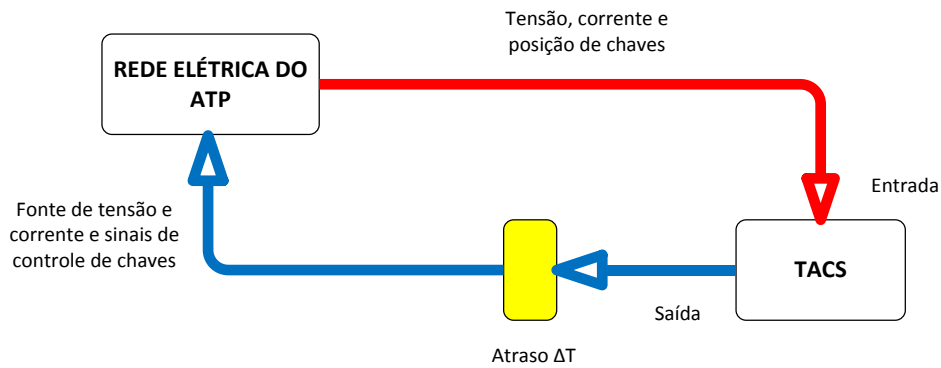 Tensão, corrente e
posição de chaves
REDE ELÉTRICA DO
ATP
Entrada
Fonte de tensão e
corrente e sinais de
controle de chaves
TACS
Saída
Atraso ΔT